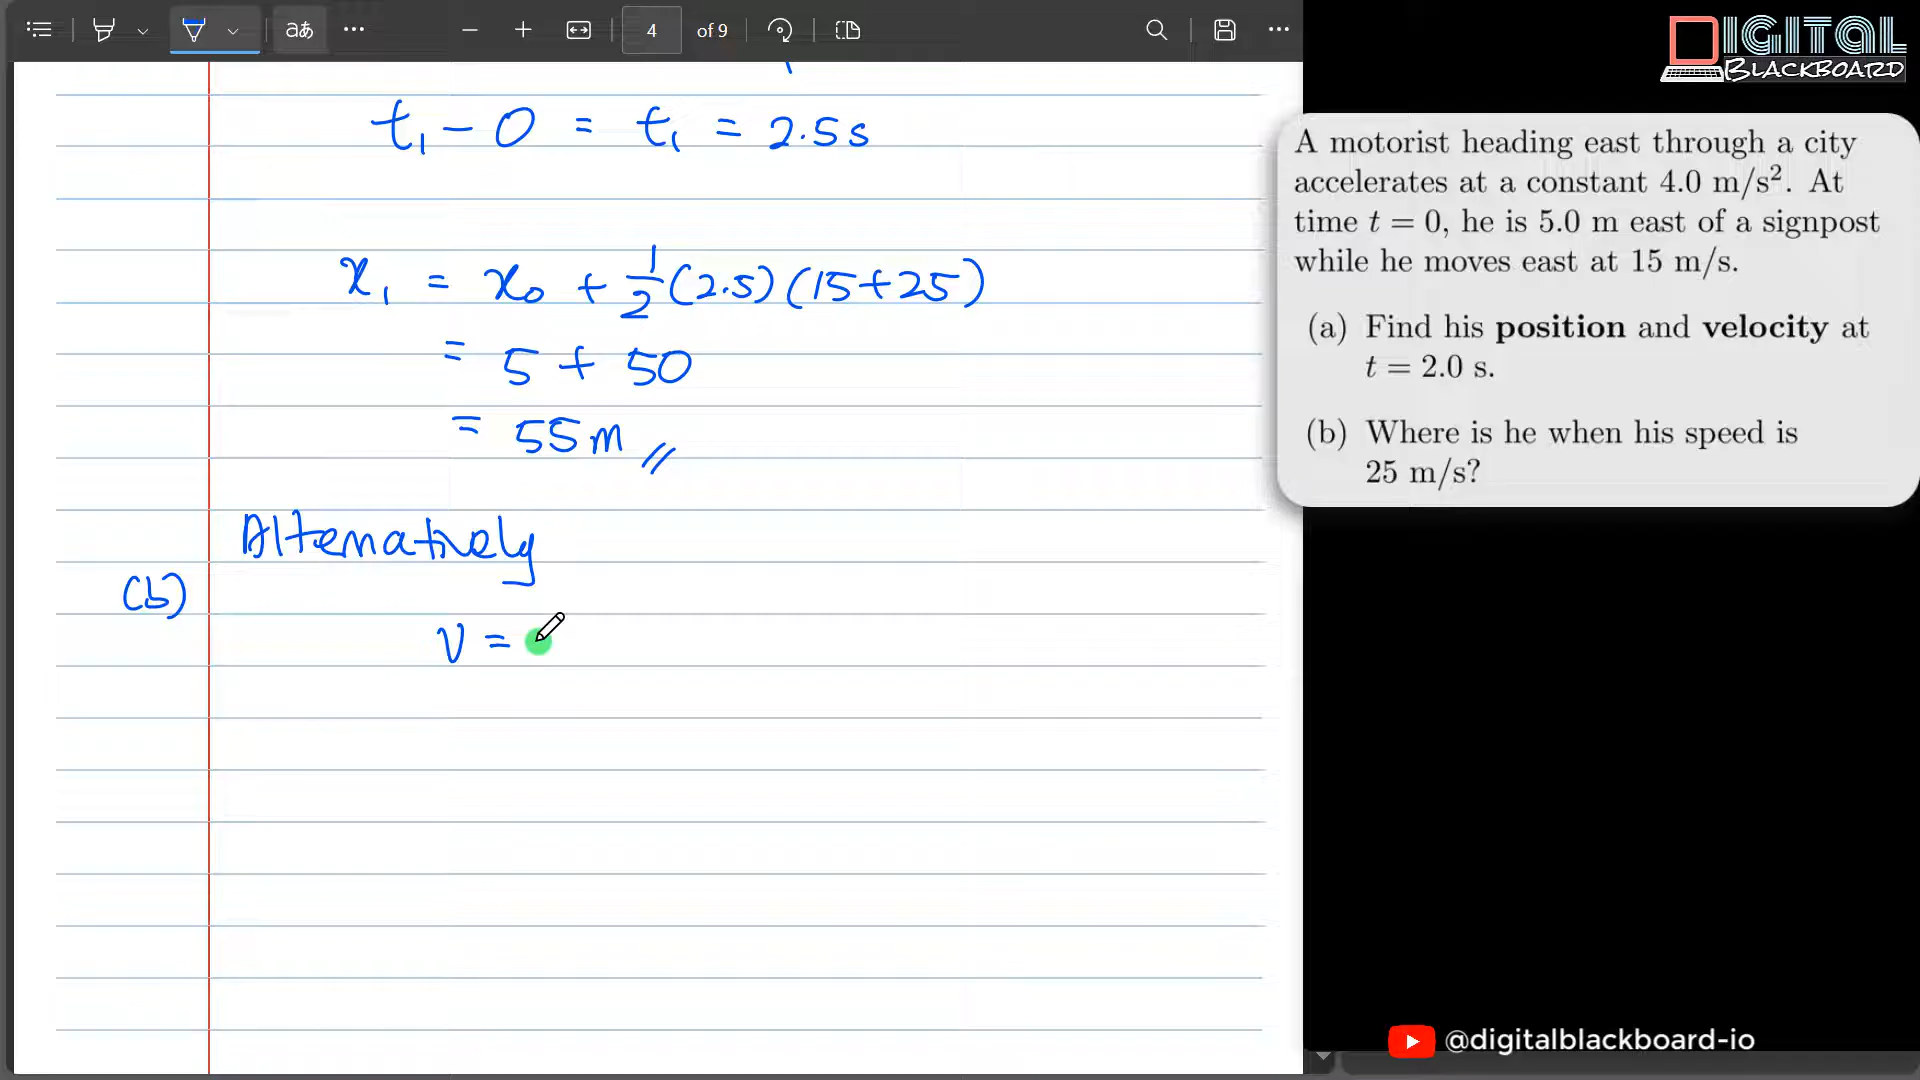 aあ
4 of 9
t₁ - 0 = t₁ = 2.5s
x₁ = x₀ + 1/2 (2.5) (15+25)
= 5 + 50
= 55m //
Alternatively
(b)
v =
DIGITAL
BLACKBOARD
A motorist heading east through a city
accelerates at a constant 4.0 m/s². At
time t = 0, he is 5.0 m east of a signpost
while he moves east at 15 m/s.
(a) Find his position and velocity at
t = 2.0 s.
(b) Where is he when his speed is
25 m/s?
@digitalblackboard-io